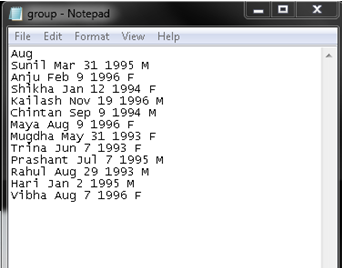 group - Notepad
File Edit Format View Help
Aug
Sunil Mar 31 1995 M
Anju Feb 9 1996 F
Shikha Jan 12 1994 F
Kailash Nov 19 1996 M
Chintan Sep 9 1994 M
Maya Aug 9 1996 F
Mugdha May 31 1993 F
Trina Jun 7 1993 F
Prashant Jul 7 1995 M
Rahul Aug 29 1993 M
Hari Jan 2 1995 M
Vibha Aug 7 1996 F